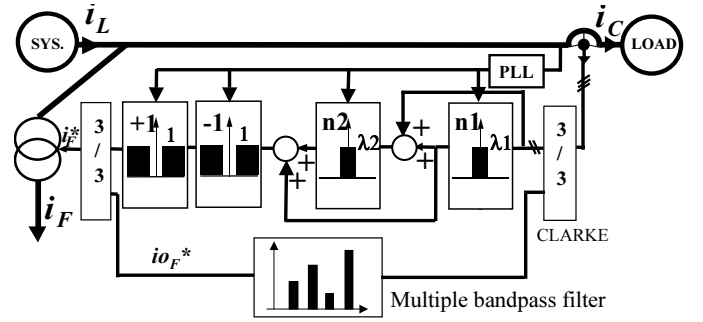 i_L
i_C
SYS.
LOAD
PLL
i_F*
3
/
3
+1
1
-1
1
n2
λ2
+
+
+
+
n1
λ1
3
/
3
i_F
CLARKE
io_F*
Multiple bandpass filter